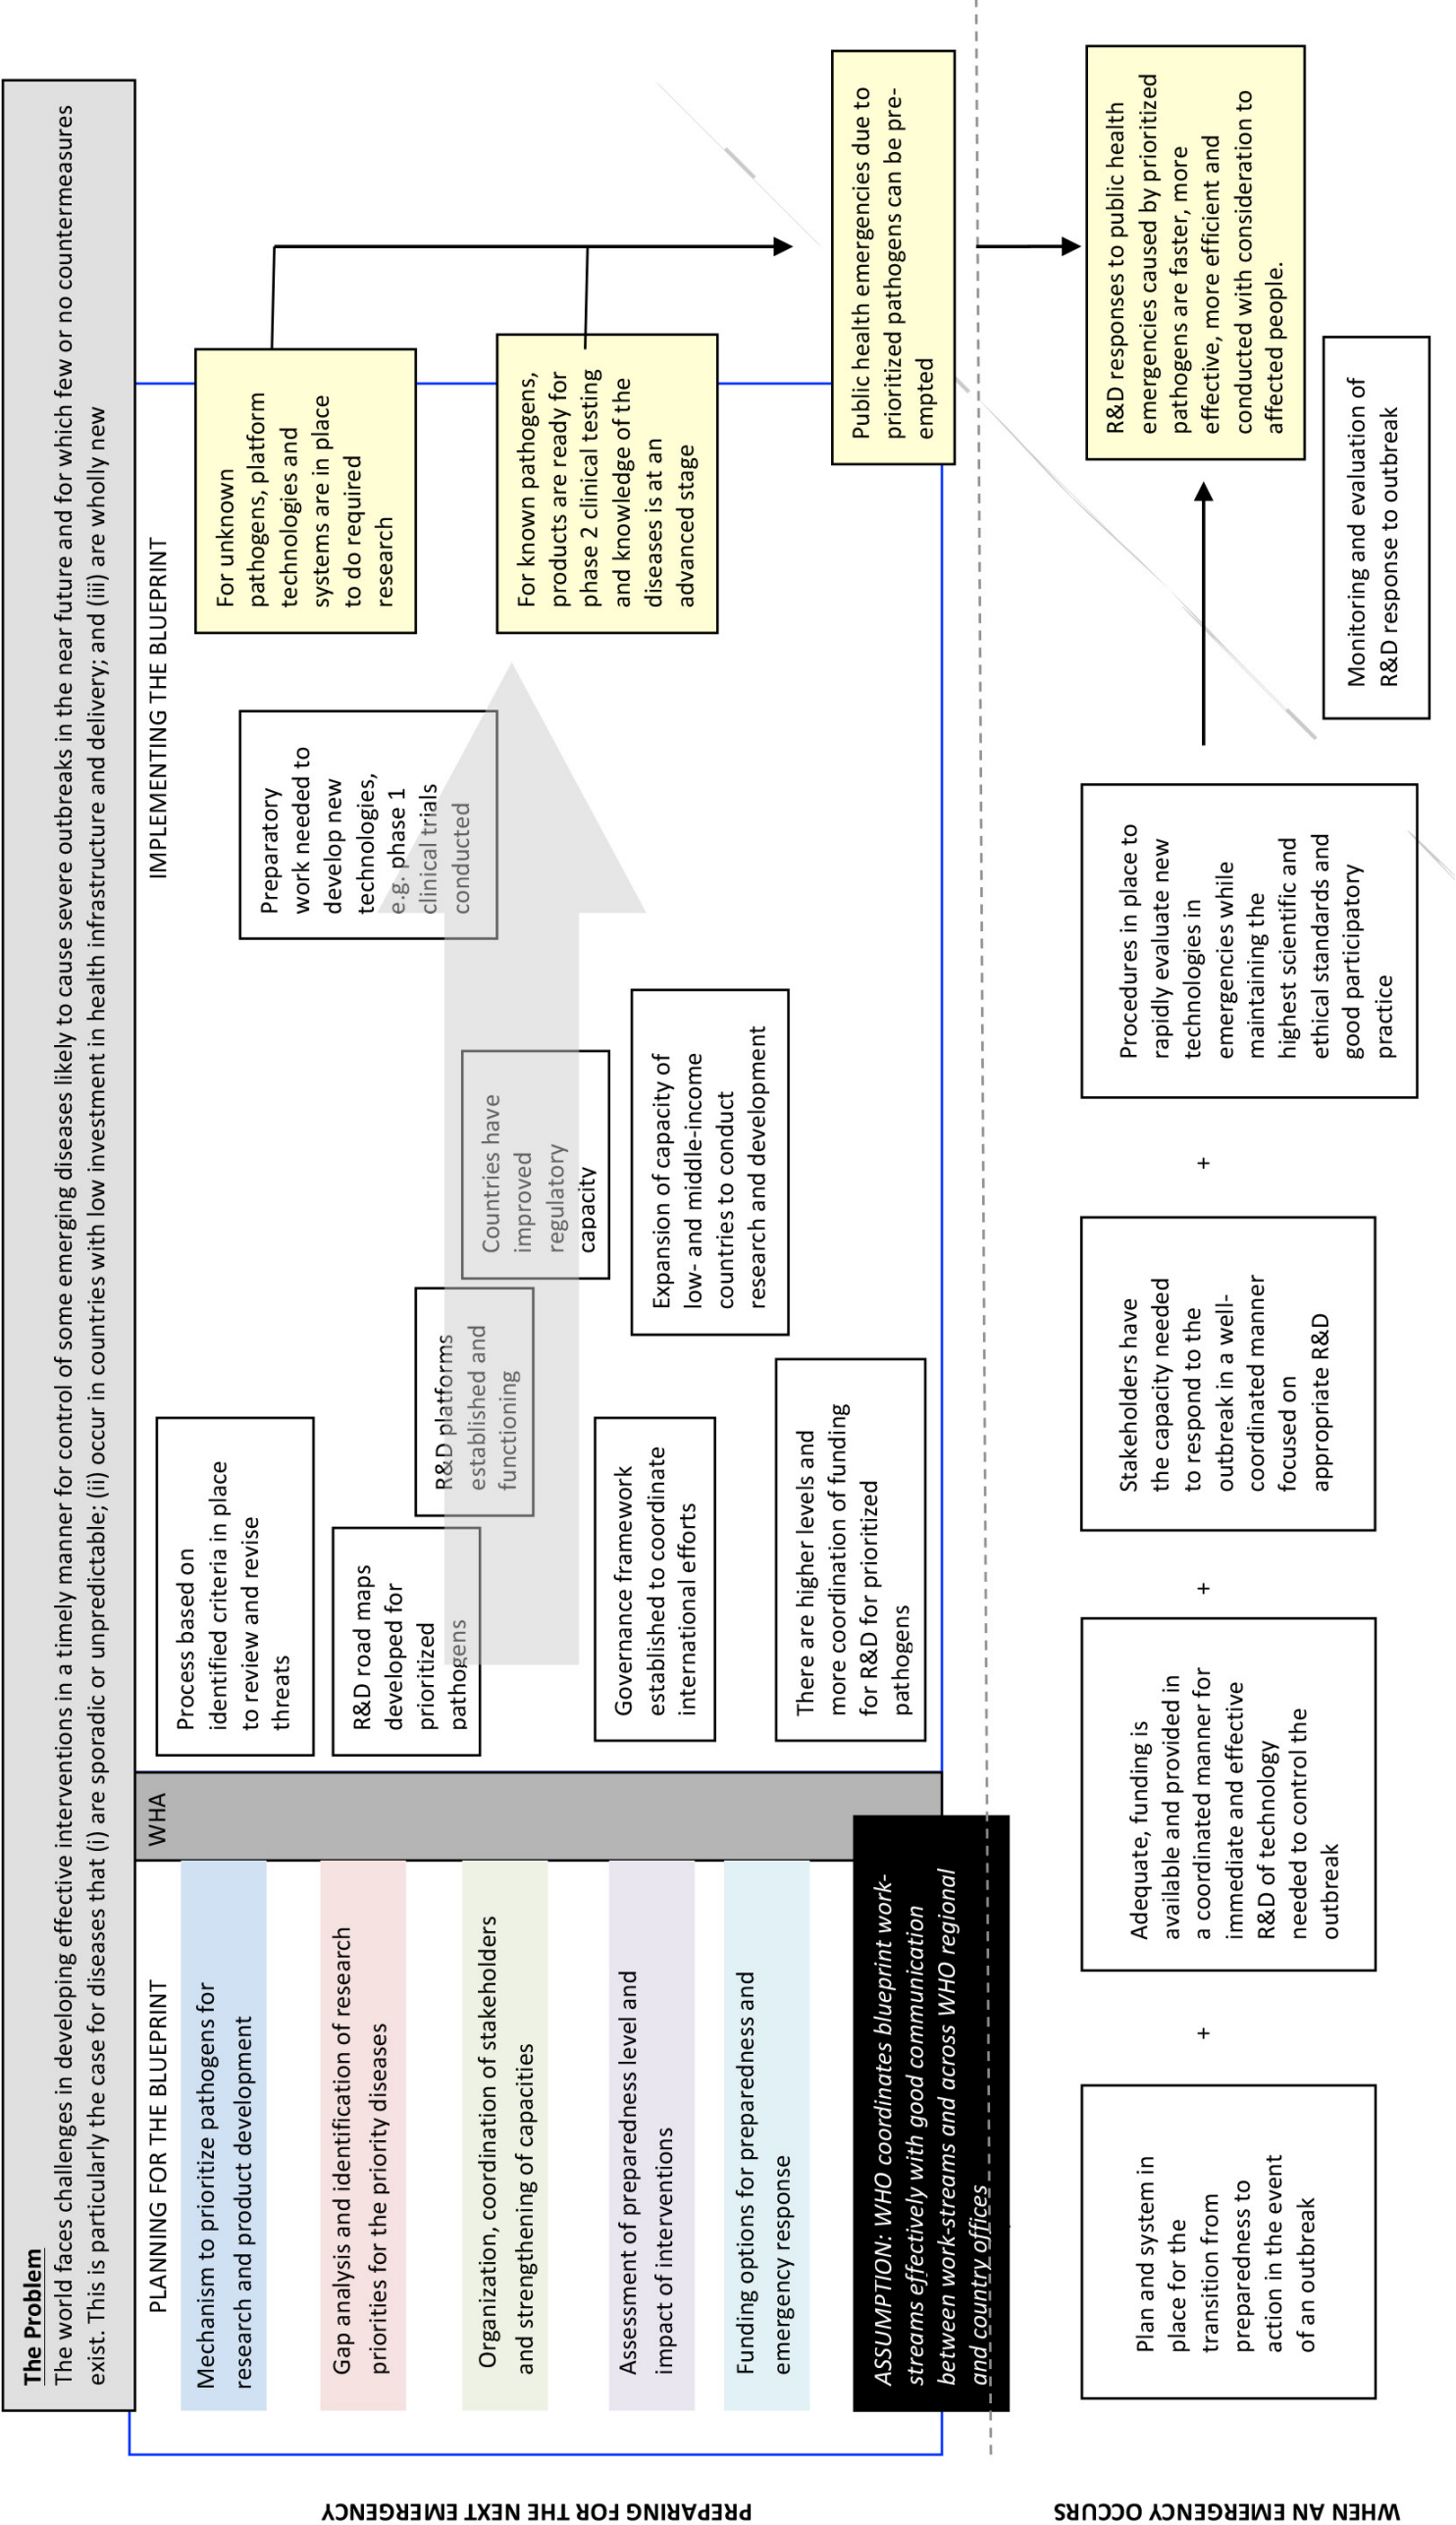 The Problem
The world faces challenges in developing effective interventions in a timely manner for control of some emerging diseases likely to cause severe outbreaks in the near future and for which few or no countermeasures
exist. This is particularly the case for diseases that (i) are sporadic or unpredictable; (ii) occur in countries with low investment in health infrastructure and delivery; and (iii) are wholly new
PREPARING FOR THE NEXT EMERGENCY
PLANNING FOR THE BLUEPRINT
Mechanism to prioritize pathogens for
research and product development
Gap analysis and identification of research
priorities for the priority diseases
Organization, coordination of stakeholders
and strengthening of capacities
Assessment of preparedness level and
impact of interventions
Funding options for preparedness and
emergency response
ASSUMPTION: WHO coordinates blueprint work-
streams effectively with good communication
between work-streams and across WHO regional
and country offices
WHA
IMPLEMENTING THE BLUEPRINT
Process based on
identified criteria in place
to review and revise
threats
R&D road maps
developed for
prioritized
pathogens
R&D platforms
established and
functioning
Governance framework
established to coordinate
international efforts
There are higher levels and
more coordination of funding
for R&D for prioritized
pathogens
Countries have
improved
regulatory
capacity
Expansion of capacity of
low- and middle-income
countries to conduct
research and development
Preparatory
work needed to
develop new
technologies,
e.g. phase 1
clinical trials
conducted
For unknown
pathogens, platform
technologies and
systems are in place
to do required
research
For known pathogens,
products are ready for
phase 2 clinical testing
and knowledge of the
diseases is at an
advanced stage
Public health emergencies due to
prioritized pathogens can be pre-
empted
WHEN AN EMERGENCY OCCURS
Plan and system in
place for the
transition from
preparedness to
action in the event
of an outbreak
+
Adequate, funding is
available and provided in
a coordinated manner for
immediate and effective
R&D of technology
needed to control the
outbreak
+
Stakeholders have
the capacity needed
to respond to the
outbreak in a well-
coordinated manner
focused on
appropriate R&D
+
Procedures in place to
rapidly evaluate new
technologies in
emergencies while
maintaining the
highest scientific and
ethical standards and
good participatory
practice
R&D responses to public health
emergencies caused by prioritized
pathogens are faster, more
effective, more efficient and
conducted with consideration to
affected people.
Monitoring and evaluation of
R&D response to outbreak